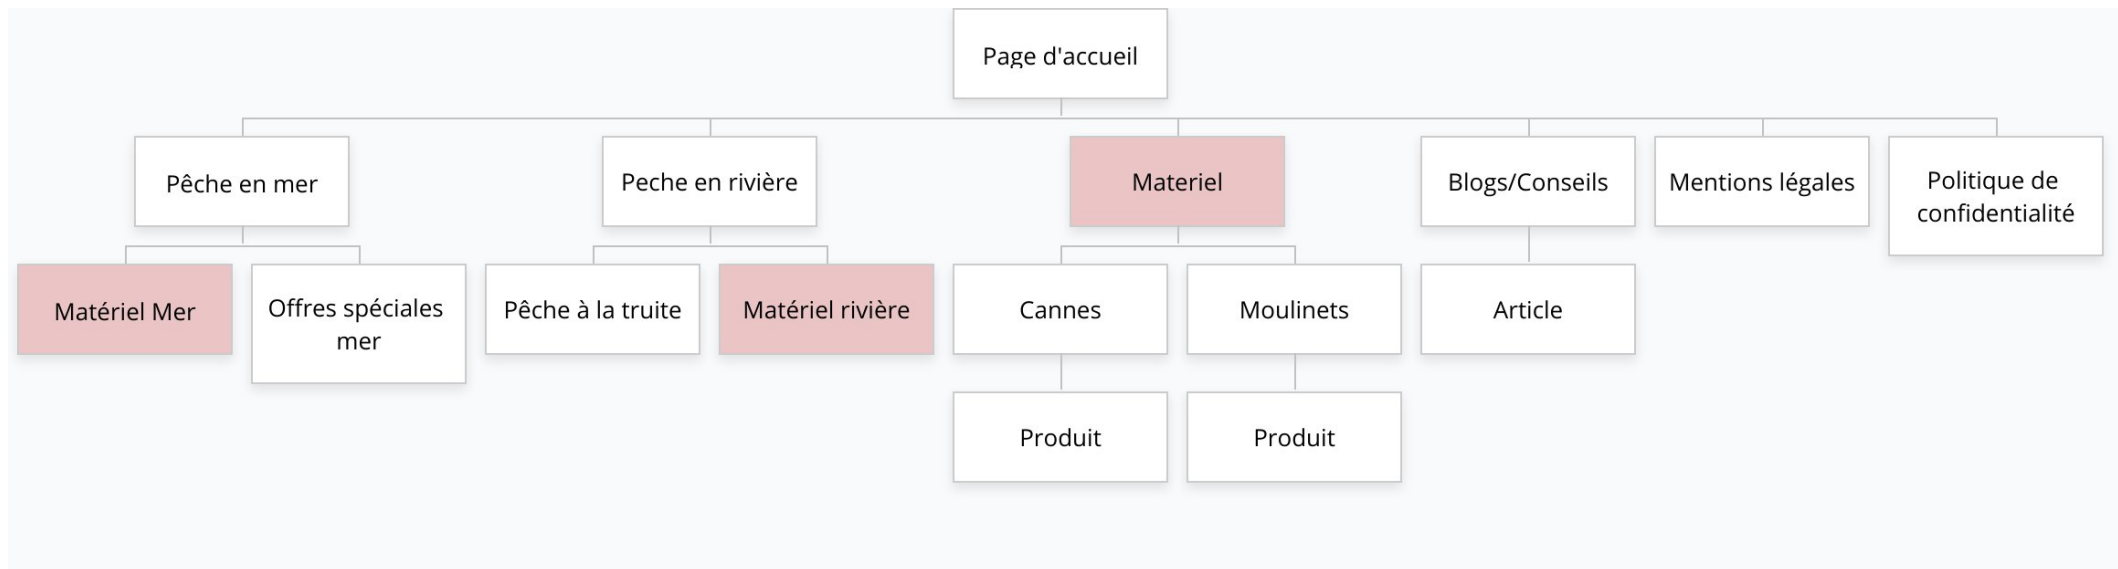 Page d'accueil
Pêche en mer
Peche en rivière
Materiel
Blogs/Conseils
Mentions légales
Politique de
confidentialité
Matériel Mer
Offres spéciales
mer
Pêche à la truite
Matériel rivière
Cannes
Moulinets
Article
Produit
Produit